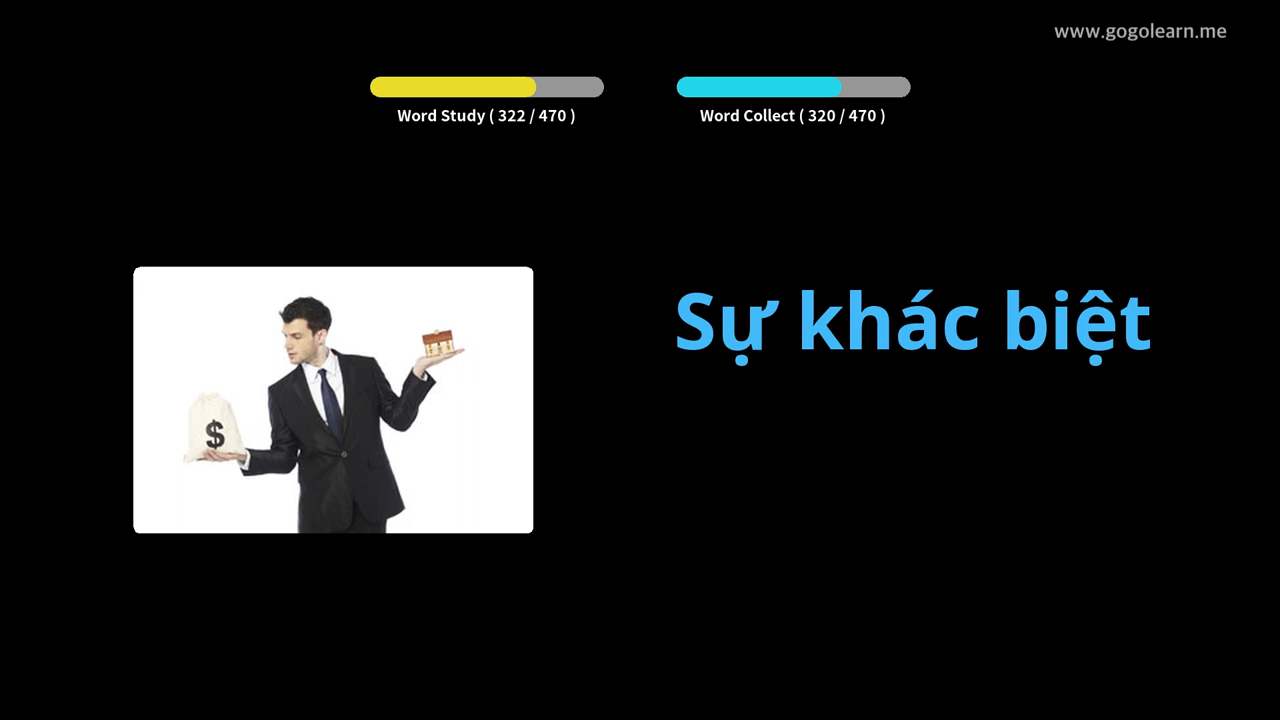 www.gogolearn.me
Word Study ( 322 / 470 )
Word Collect ( 320 / 470 )
$
Sự khác biệt